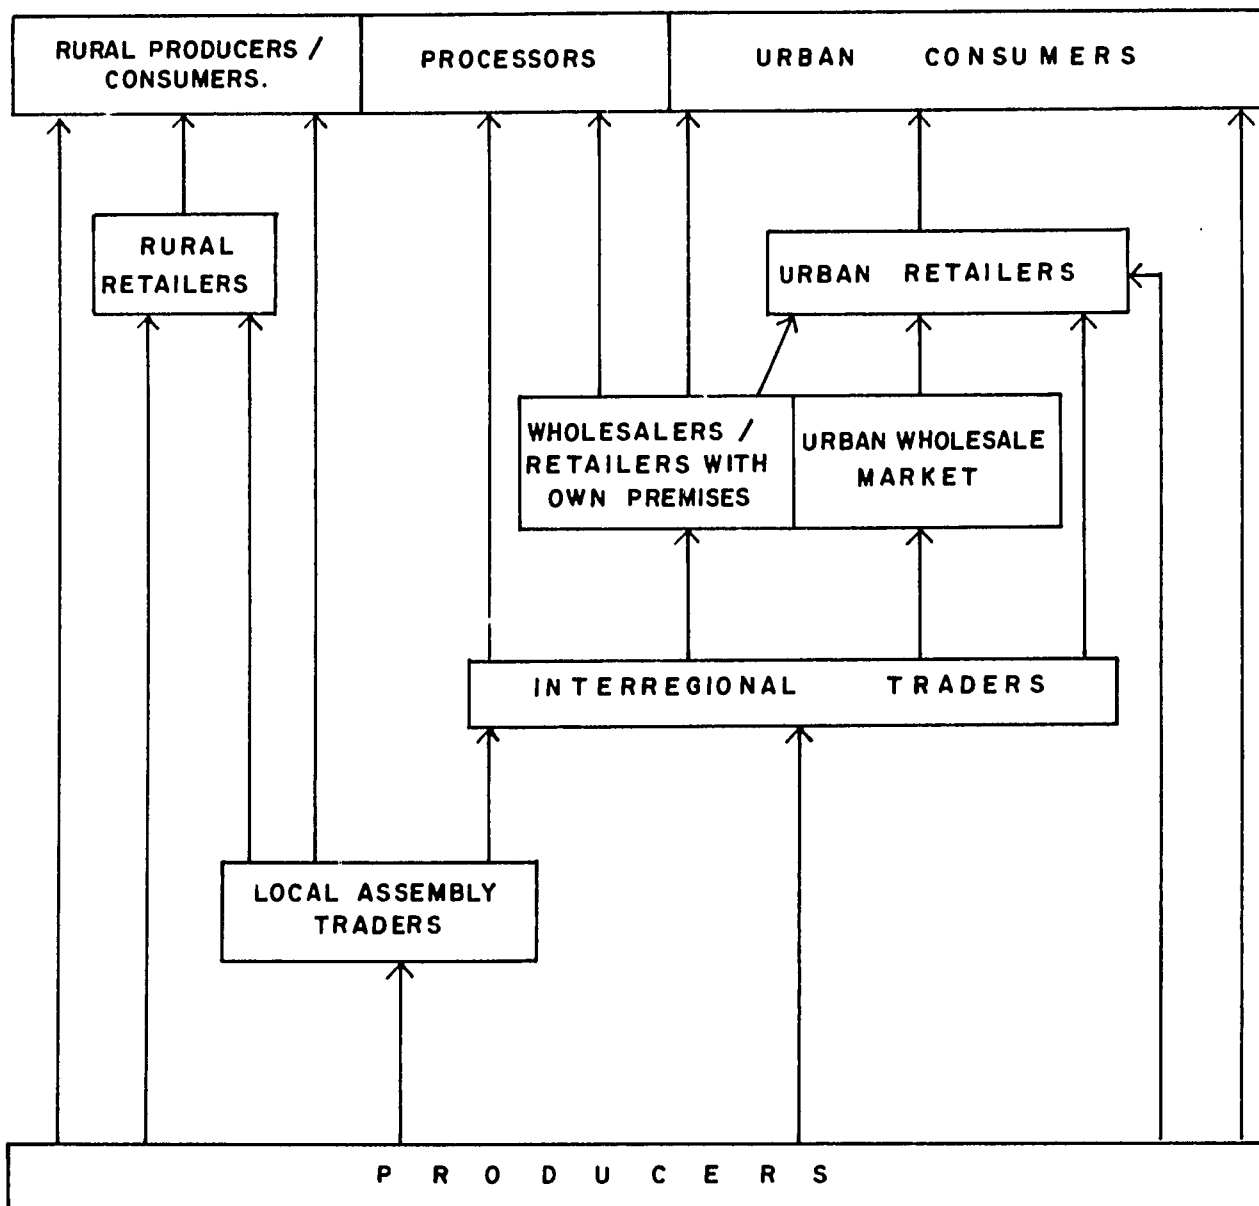 RURAL PRODUCERS /
CONSUMERS.
PROCESSORS
URBAN CONSUMERS
RURAL
RETAILERS
URBAN RETAILERS
WHOLESALERS /
RETAILERS WITH
OWN PREMISES
URBAN WHOLESALE
MARKET
INTERREGIONAL TRADERS
LOCAL ASSEMBLY
TRADERS
PRODUCERS